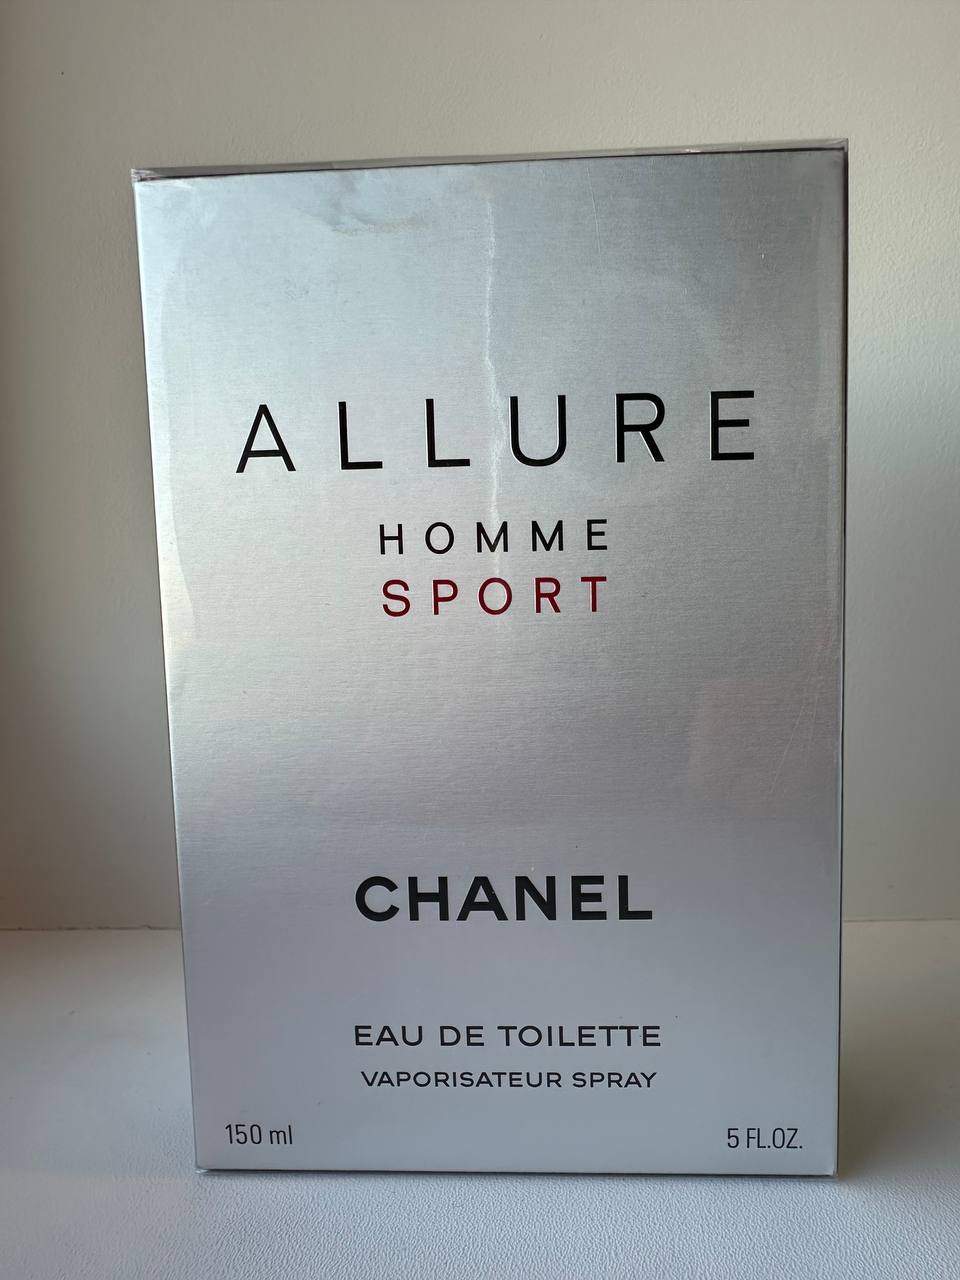 ALLURE
HOMME
SPORT
CHANEL
EAU DE TOILETTE
VAPORISATEUR SPRAY
150 ml 5 FL.OZ.